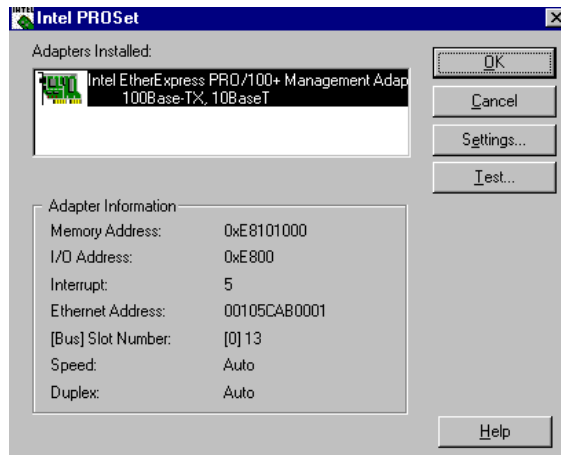 INTEL
Intel PROSet
Adapters Installed:
Intel EtherExpress PRO/100+ Management Adap
100Base-TX, 10BaseT
OK
Cancel
Settings...
Test...
Adapter Information
Memory Address: 0xE8101000
I/O Address: 0xE800
Interrupt: 5
Ethernet Address: 00105CAB0001
[Bus] Slot Number: [0] 13
Speed: Auto
Duplex: Auto
Help